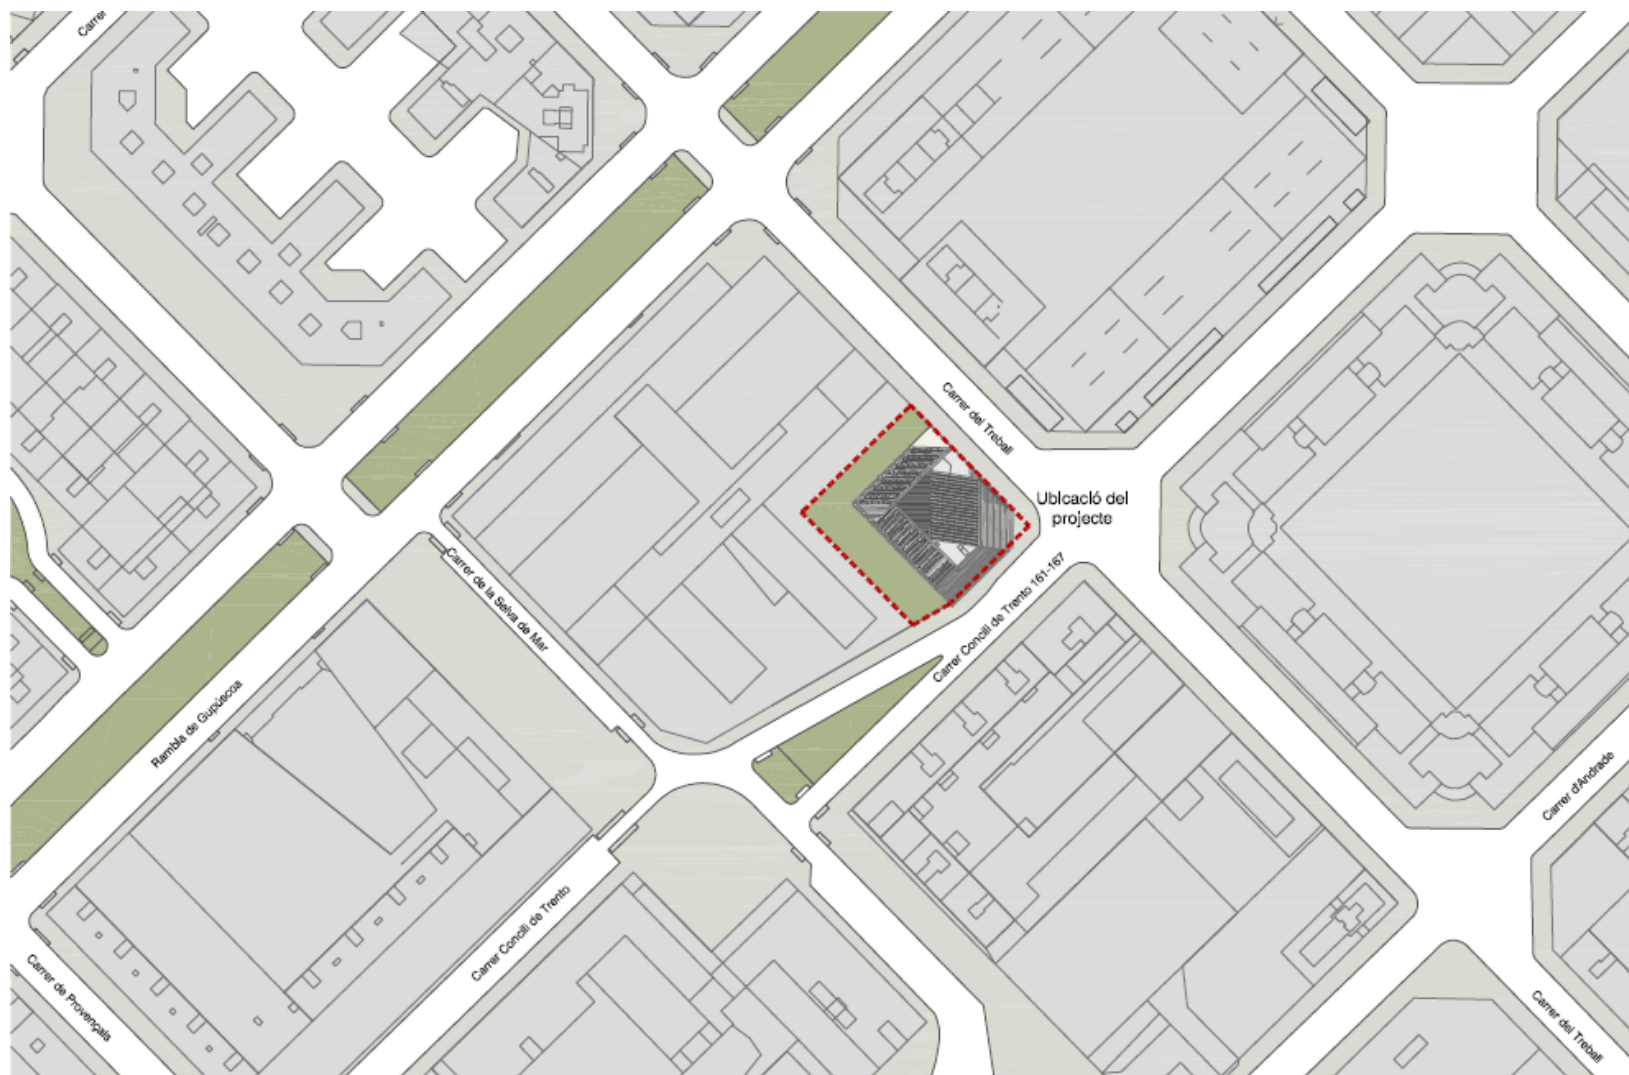 Carrer
Carrer del Treball
Ubicació del
projecte
Carrer de la Selva de Mar
Carrer Concili de Trento 161-167
Rambla de Gupúscoa
Carrer d'Andrade
Carrer Concili de Trento
Carrer de Provençals
Carrer del Treball